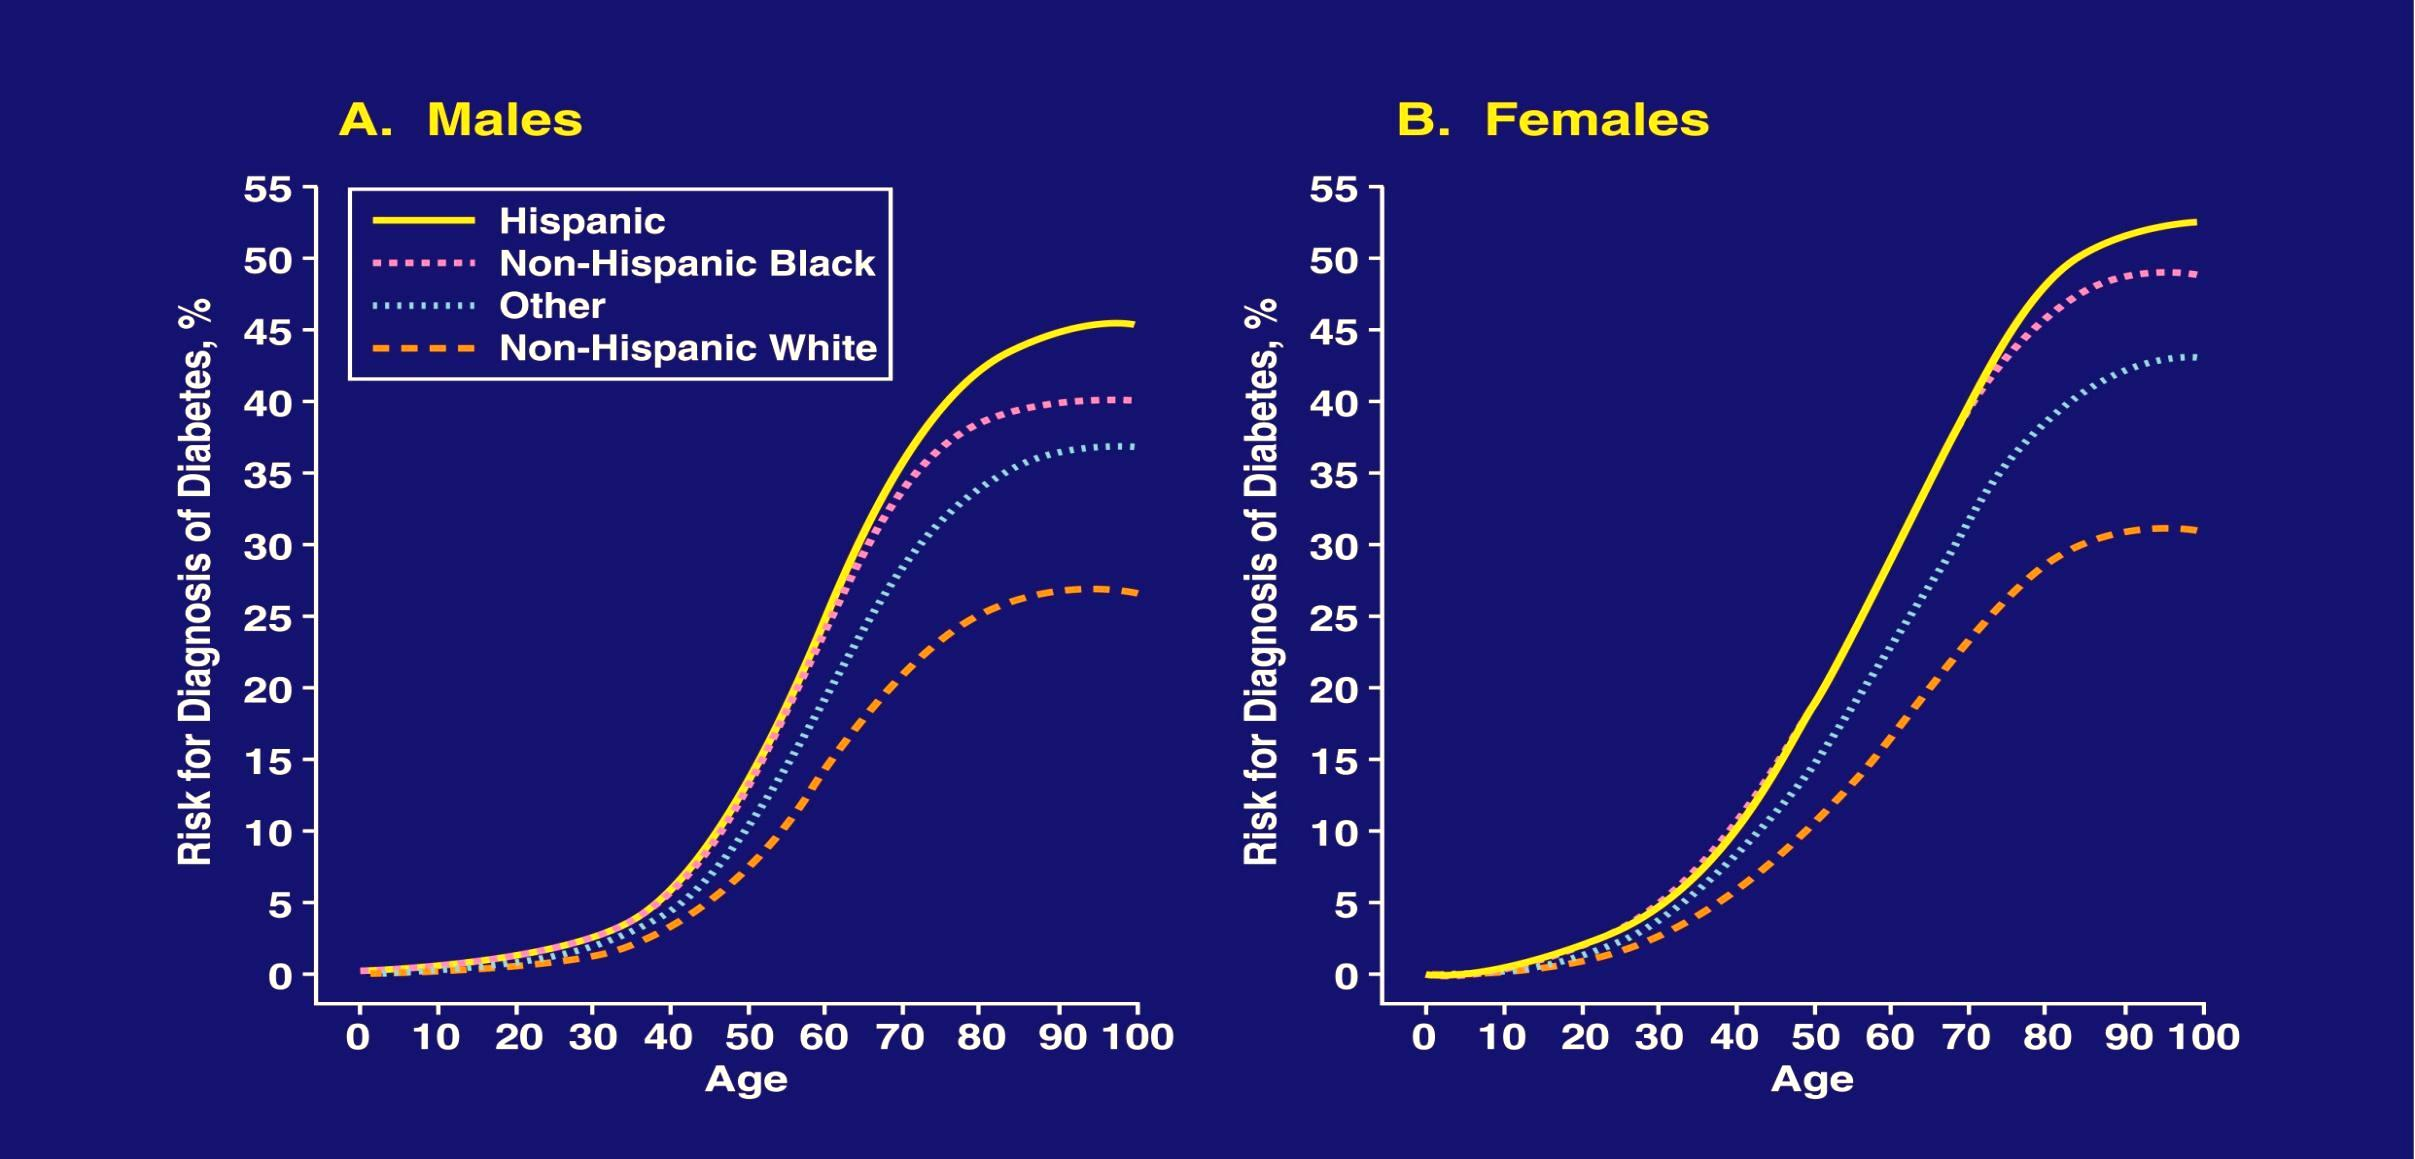 A. Males
Risk for Diagnosis of Diabetes, %
55
50
45
40
35
30
25
20
15
10
5
0
Hispanic
Non-Hispanic Black
Other
Non-Hispanic White
0 10 20 30 40 50 60 70 80 90 100
Age
B. Females
Risk for Diagnosis of Diabetes, %
55
50
45
40
35
30
25
20
15
10
5
0
0 10 20 30 40 50 60 70 80 90 100
Age